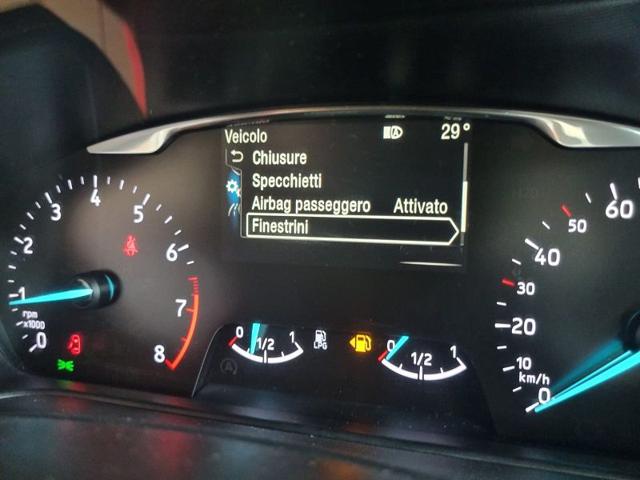 Veicolo
29°
Chiusure
Specchietti
Airbag passeggero Attivato
Finestrini
0 1 2 3 4 5 6 7 8
rpm
x1000
0 1/2 1
LPG
0 1/2 1
0 10 20 30 40 50 60
km/h